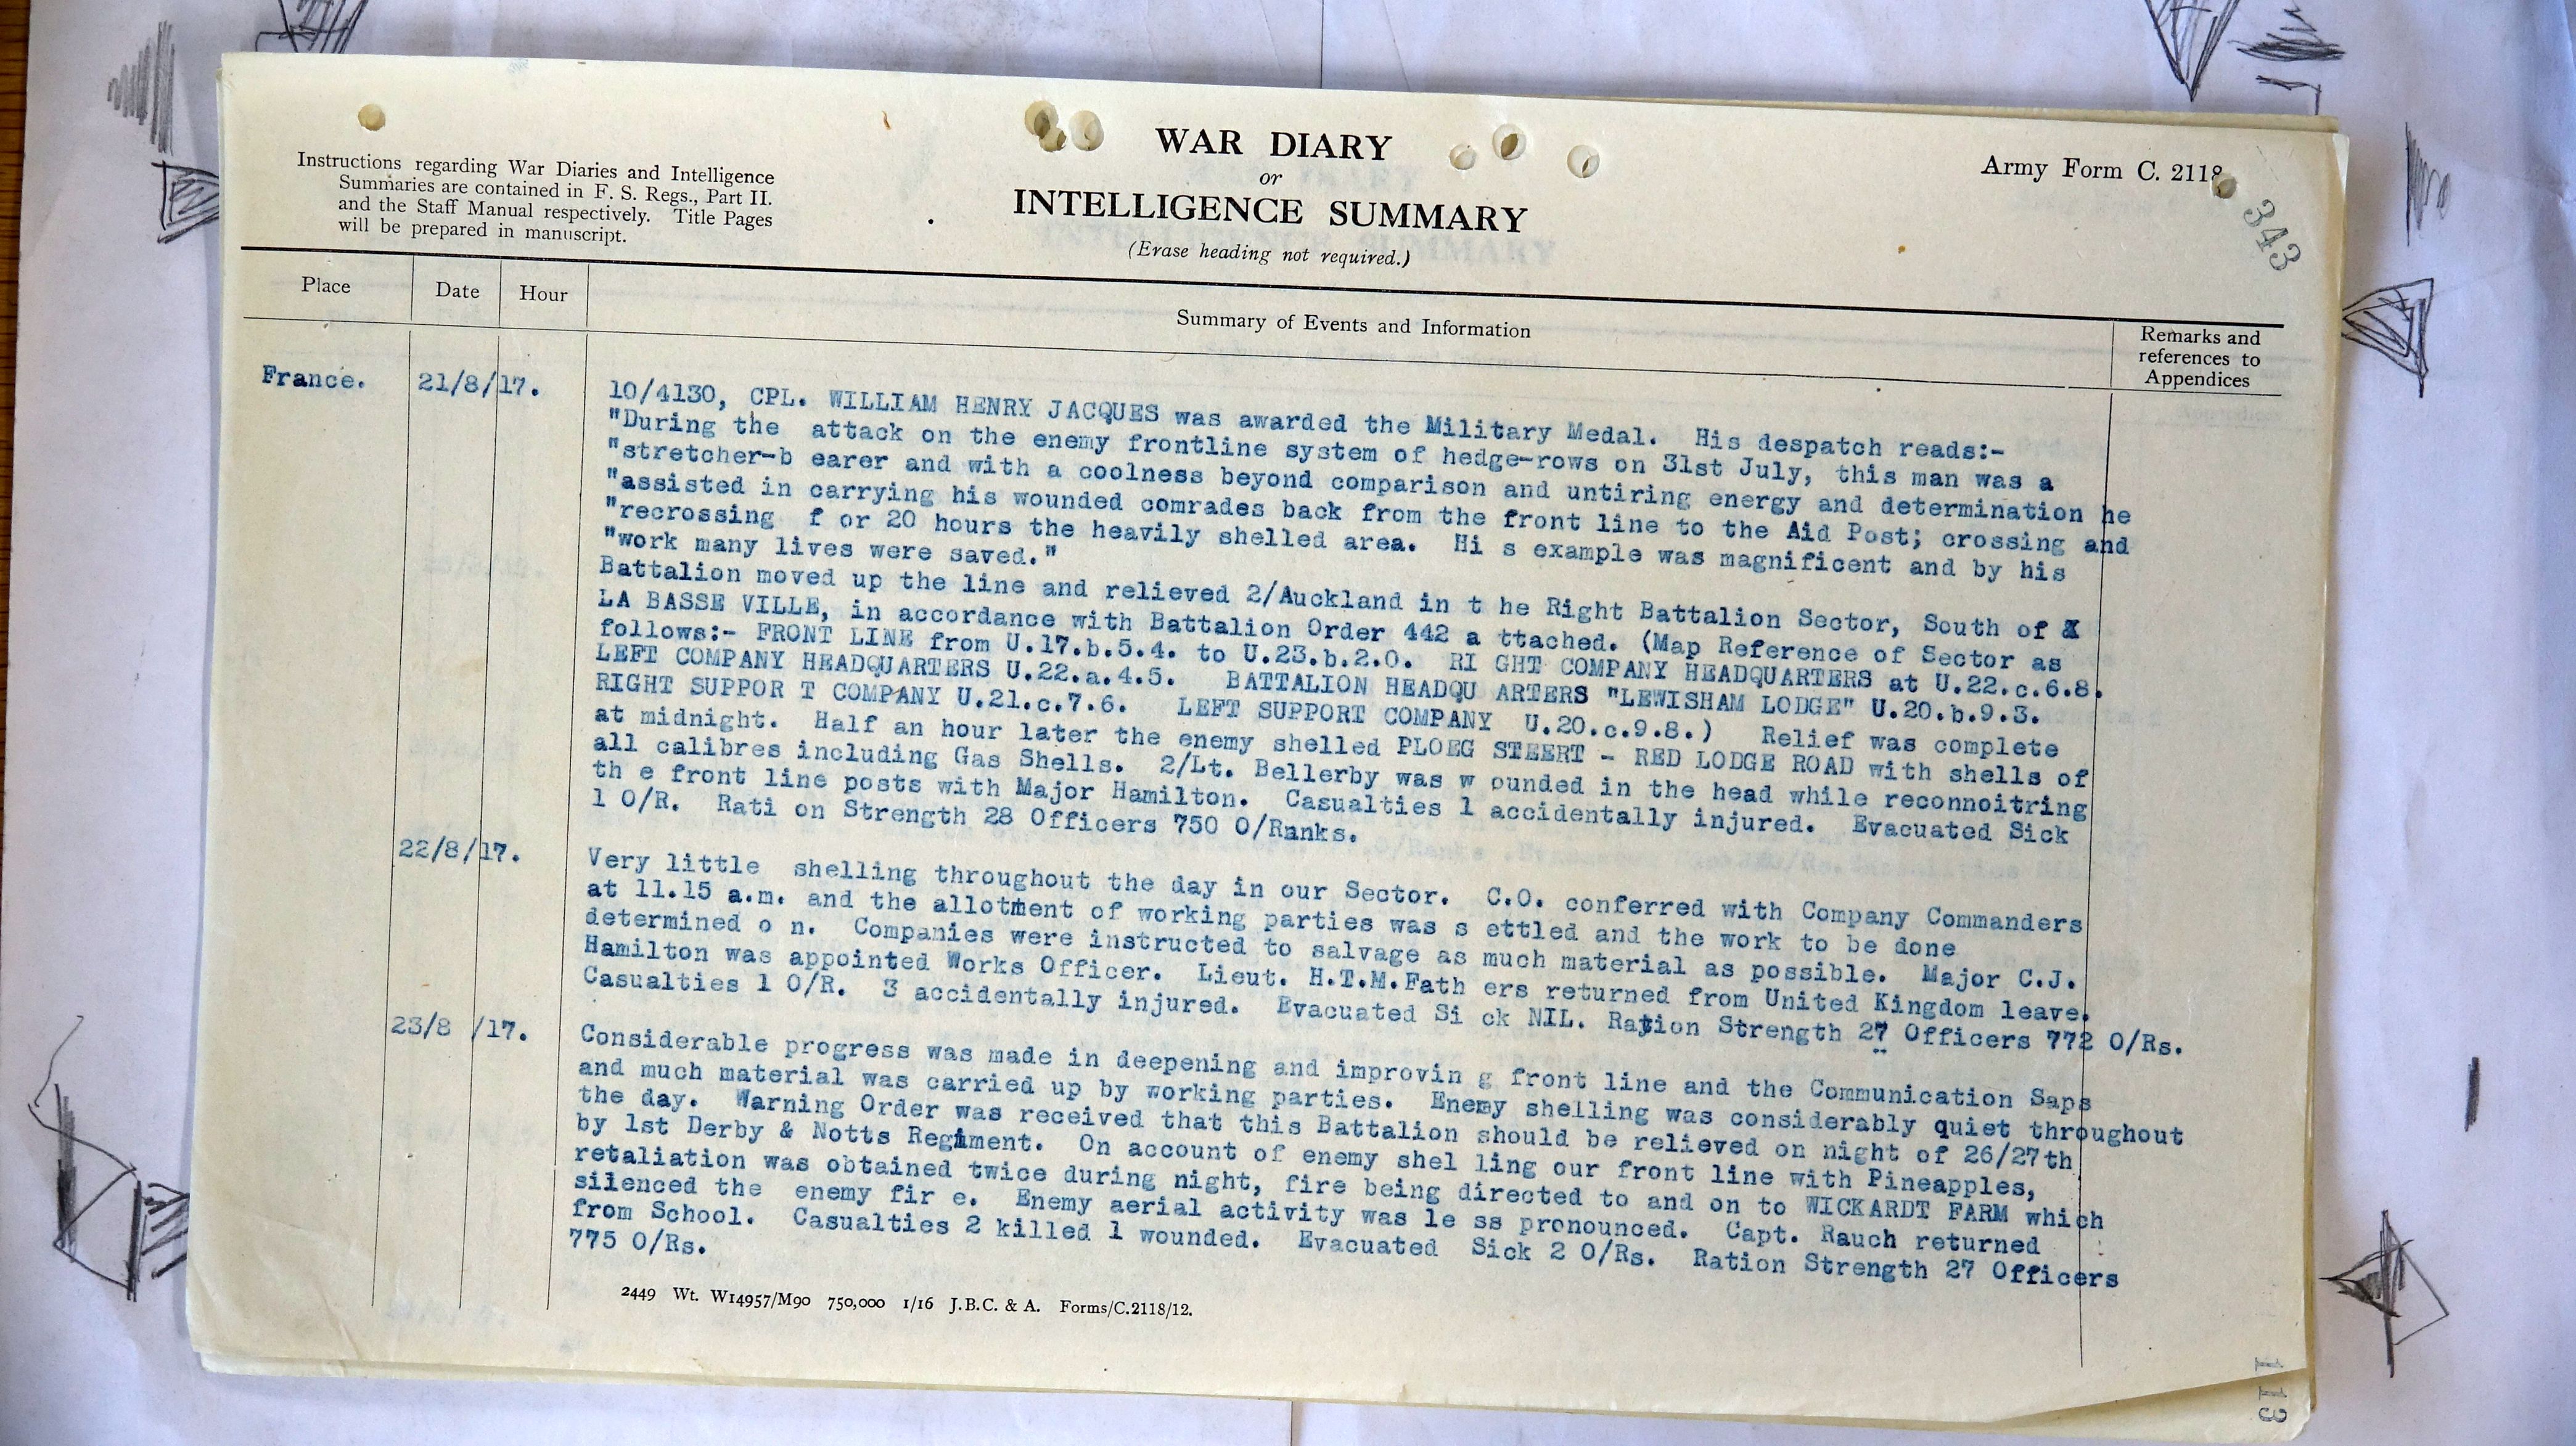 Instructions regarding War Diaries and Intelligence
Summaries are contained in F. S. Regs., Part II.
and the Staff Manual respectively. Title Pages
will be prepared in manuscript.
WAR DIARY
or
INTELLIGENCE SUMMARY
(Erase heading not required.)
Army Form C. 2118
343
Place
Date
Hour
Summary of Events and Information
Remarks and
references to
Appendices
France.
21/8/17.
10/4130, CPL. WILLIAM HENRY JACQUES was awarded the Military Medal. His despatch reads:-
"During the attack on the enemy frontline system of hedge-rows on 31st July, this man was a
"stretcher-b earer and with a coolness beyond comparison and untiring energy and determination he
"assisted in carrying his wounded comrades back from the front line to the Aid Post; crossing and
"recrossing f or 20 hours the heavily shelled area. Hi s example was magnificent and by his
"work many lives were saved."
Battalion moved up the line and relieved 2/Auckland in t he Right Battalion Sector, South of
LA BASSE VILLE, in accordance with Battalion Order 442 a ttached. (Map Reference of Sector as
follows:- FRONT LINE from U.17.b.5.4. to U.23.b.2.0. RI GHT COMPANY HEADQUARTERS at U.22.c.6.8.
LEFT COMPANY HEADQUARTERS U.22.a.4.5. BATTALION HEADQU ARTERS "LEWISHAM LODGE" U.20.b.9.3.
RIGHT SUPPOR T COMPANY U.21.c.7.6. LEFT SUPPORT COMPANY U.20.c.9.8.) Relief was complete
at midnight. Half an hour later the enemy shelled PLOEG STEERT - RED LODGE ROAD with shells of
all calibres including Gas Shells. 2/Lt. Bellerby was w ounded in the head while reconnoitring
th e front line posts with Major Hamilton. Casualties 1 accidentally injured. Evacuated Sick
1 O/R. Rati on Strength 28 Officers 750 O/Ranks.
22/8/17.
Very little shelling throughout the day in our Sector. C.O. conferred with Company Commanders
at 11.15 a.m. and the allotment of working parties was s ettled and the work to be done
determined o n. Companies were instructed to salvage as much material as possible. Major C.J.
Hamilton was appointed Works Officer. Lieut. H.T.M.Fath ers returned from United Kingdom leave.
Casualties 1 O/R. 3 accidentally injured. Evacuated Si ck NIL. Ration Strength 27 Officers 772 O/Rs.
23/8 /17.
Considerable progress was made in deepening and improvin g front line and the Communication Saps
and much material was carried up by working parties. Enemy shelling was considerably quiet throughout
the day. Warning Order was received that this Battalion should be relieved on night of 26/27th
by 1st Derby & Notts Regiment. On account of enemy shel ling our front line with Pineapples,
retaliation was obtained twice during night, fire being directed to and on to WICKARDT FARM which
silenced the enemy fir e. Enemy aerial activity was le ss pronounced. Capt. Rauch returned
from School. Casualties 2 killed 1 wounded. Evacuated Sick 2 O/Rs. Ration Strength 27 Officers
775 O/Rs.
2449 Wt. W14957/M90 750,000 1/16 J.B.C. & A. Forms/C.2118/12.
113